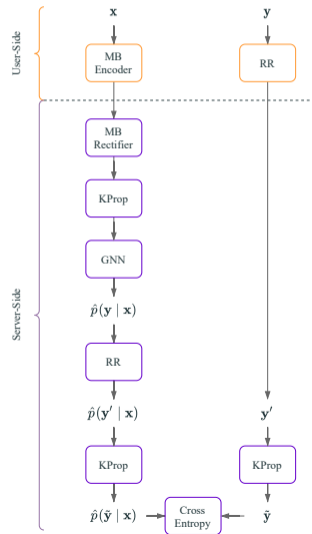 x
y
User-Side
MB
Encoder
RR
Server-Side
MB
Rectifier
KProp
GNN
p̂(y | x)
RR
p̂(y′ | x)
y′
KProp
KProp
p̂(ỹ | x)
Cross
Entropy
ỹ